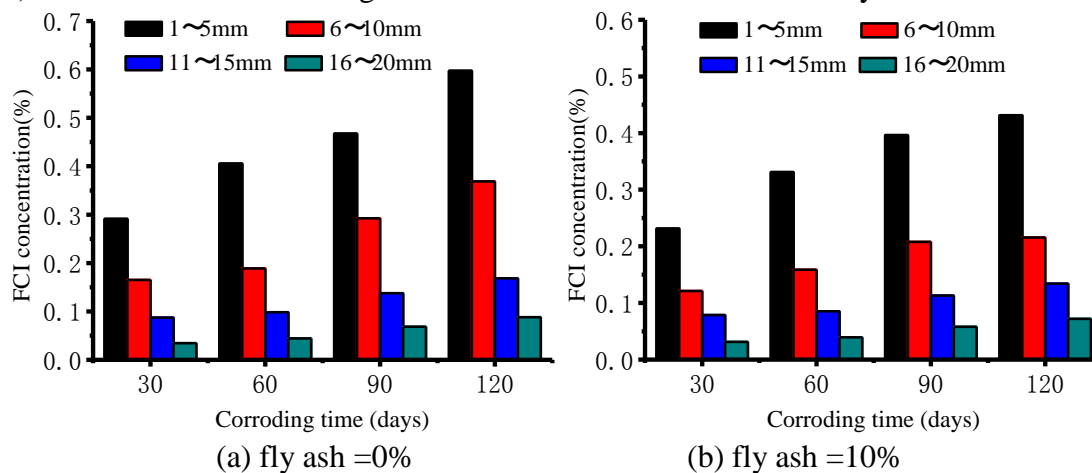 0.7
0.6
0.5
0.4
0.3
0.2
0.1
0.0
FCI concentration(%)
1~5mm
6~10mm
11~15mm
16~20mm
30
60
90
120
Corroding time (days)
(a) fly ash =0%
0.6
0.5
0.4
0.3
0.2
0.1
0.0
FCI concentration(%)
1~5mm
6~10mm
11~15mm
16~20mm
30
60
90
120
Corroding time (days)
(b) fly ash =10%